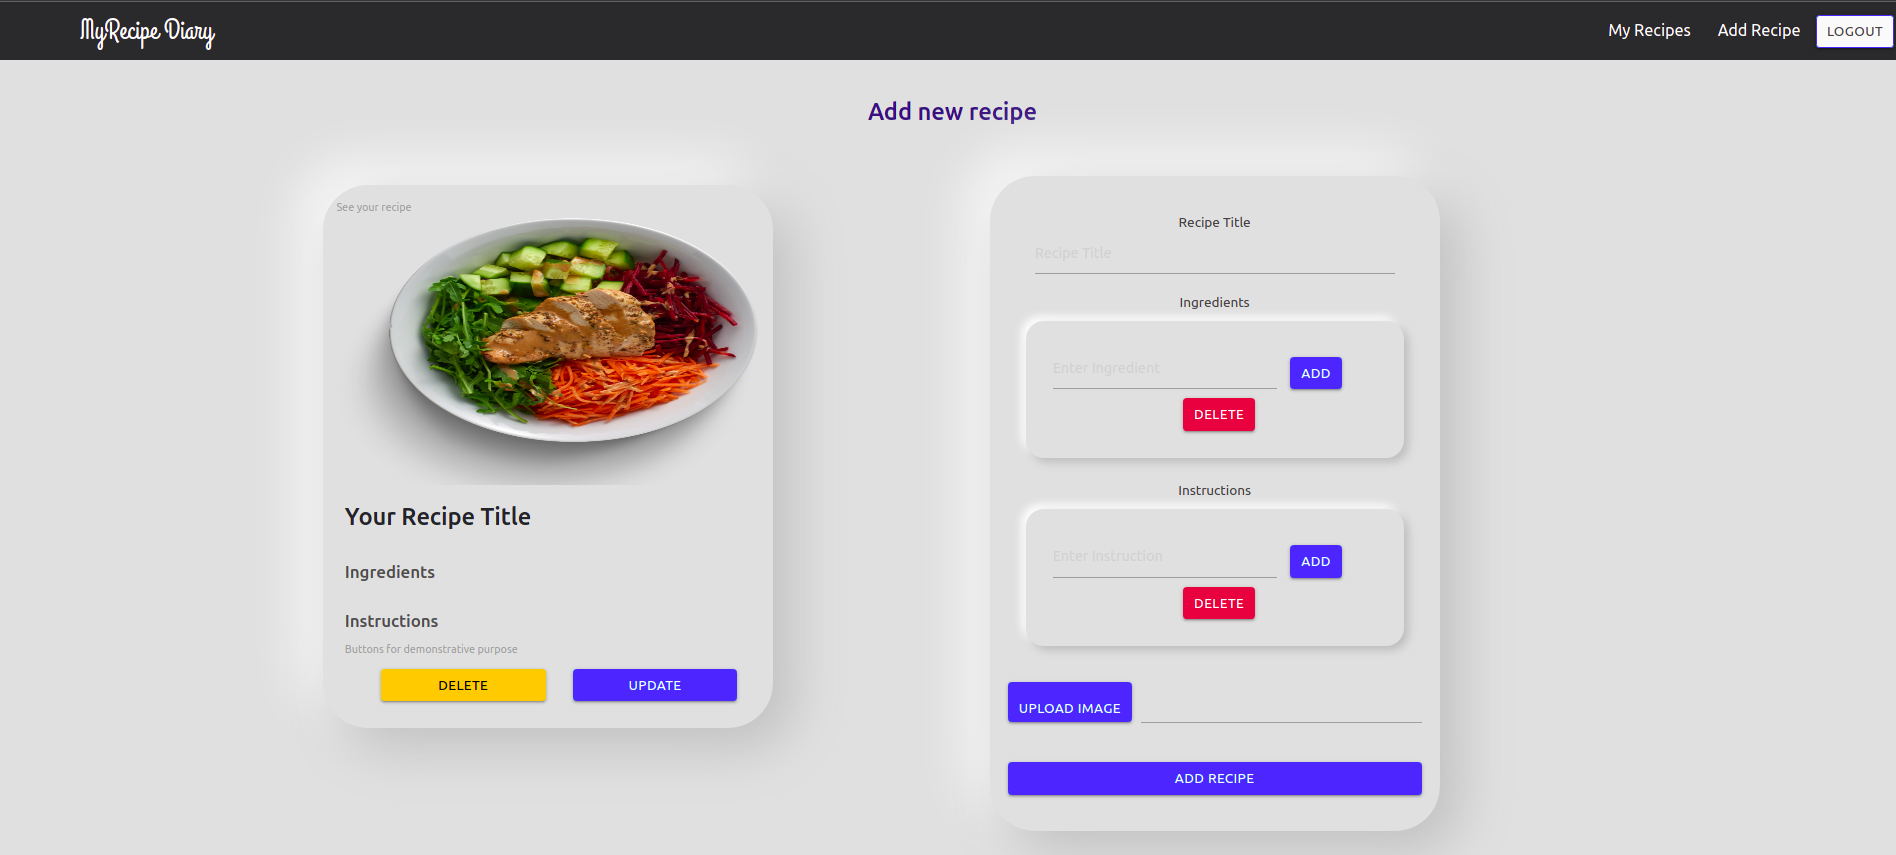 MyRecipe Diary
My Recipes
Add Recipe
LOGOUT
Add new recipe
See your recipe
Your Recipe Title
Ingredients
Instructions
Buttons for demonstrative purpose
DELETE
UPDATE
Recipe Title
Recipe Title
Ingredients
Enter Ingredient
ADD
DELETE
Instructions
Enter Instruction
ADD
DELETE
UPLOAD IMAGE
ADD RECIPE